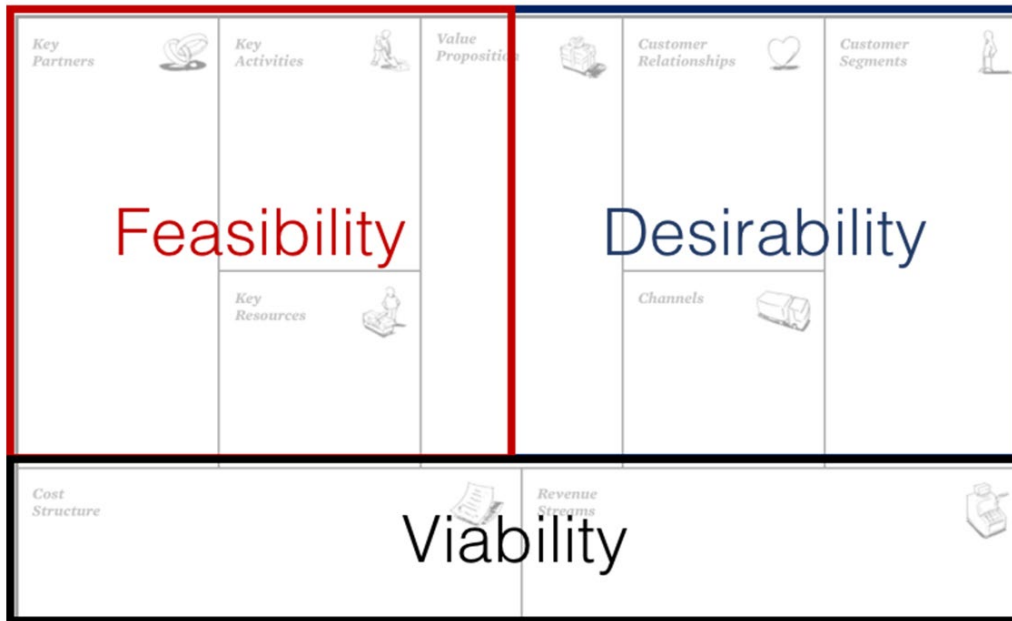 Key
Partners
Key
Activities
Value
Proposition
Customer
Relationships
Customer
Segments
Feasibility
Desirability
Key
Resources
Channels
Cost
Structure
Revenue
Streams
Viability